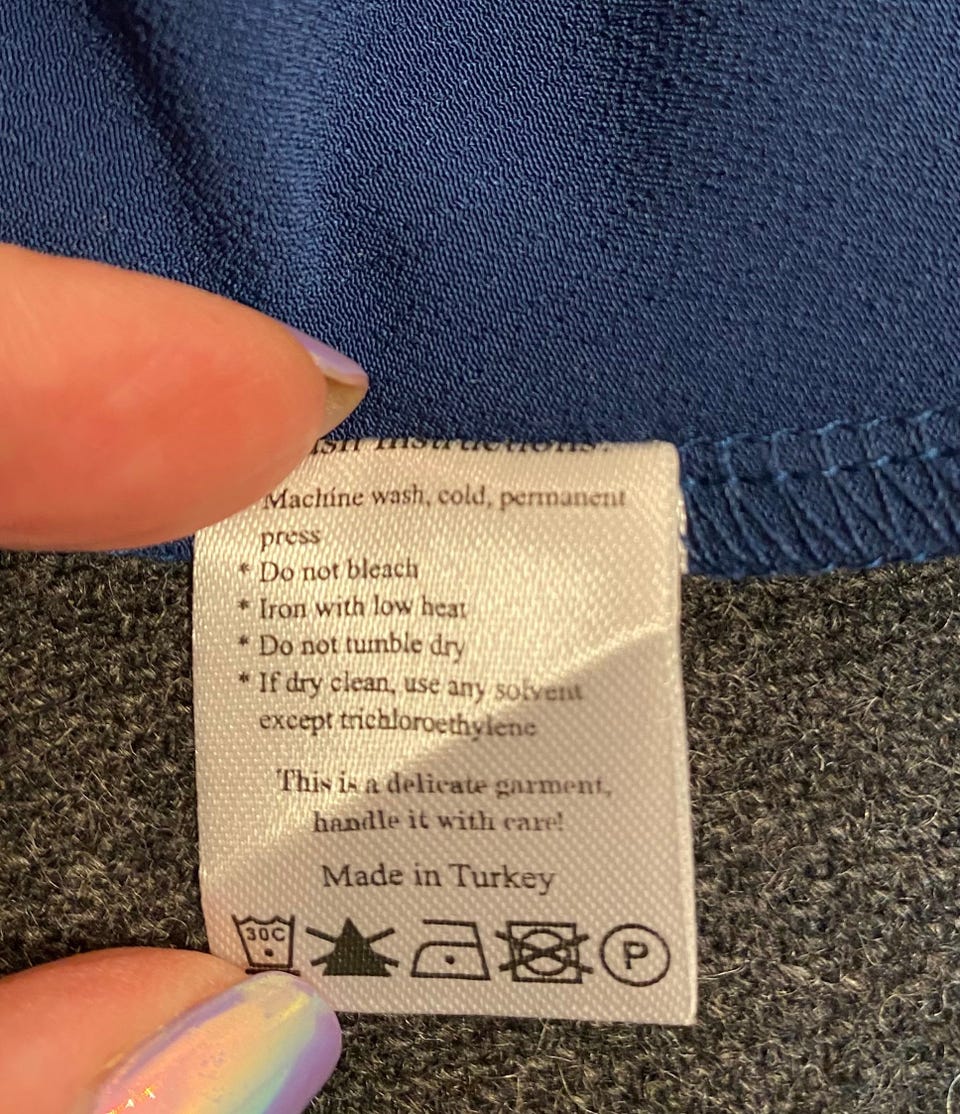 instructions:
Machine wash, cold, permanent
press
* Do not bleach
* Iron with low heat
* Do not tumble dry
* If dry clean, use any solvent
except trichloroethylene
This is a delicate garment,
handle it with care!
Made in Turkey
30C P